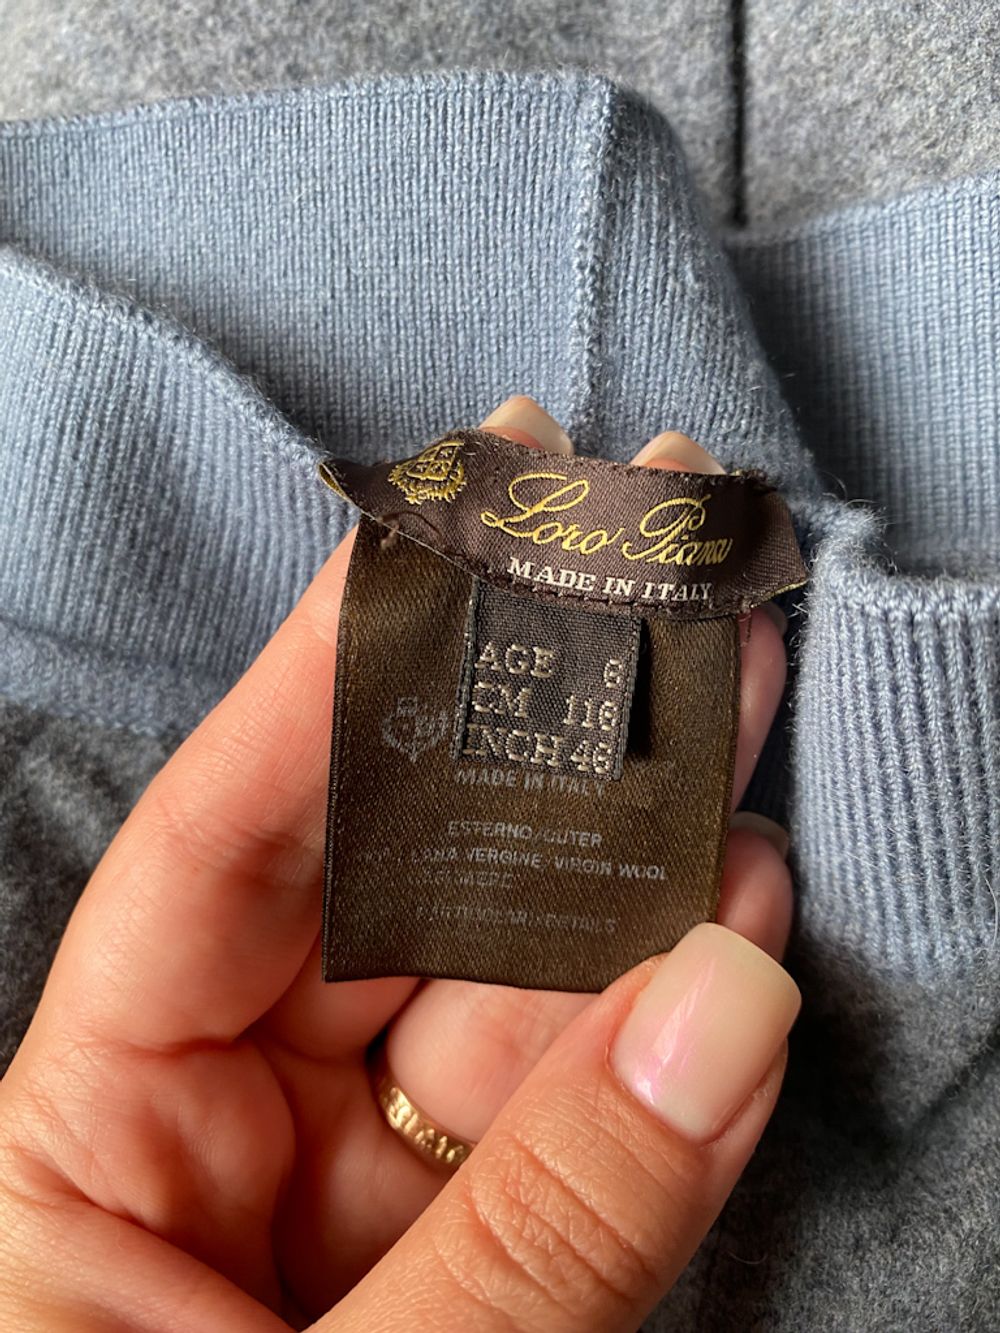 Loro Piana
MADE IN ITALY
AGE 6
CM 116
INCH 46
MADE IN ITALY
ESTERNO/OUTER
LANA VERGINE VIRGIN WOOL